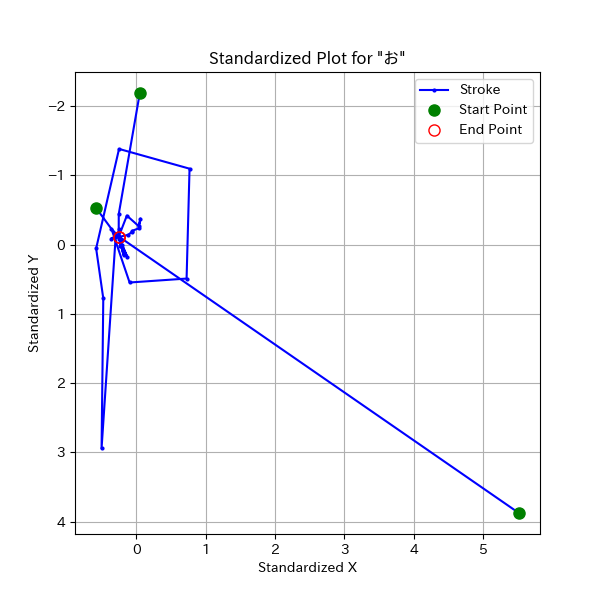 Standardized Plot for "お"
Stroke
Start Point
End Point
−2
−1
0
1
2
3
4
Standardized Y
0 1 2 3 4 5
Standardized X